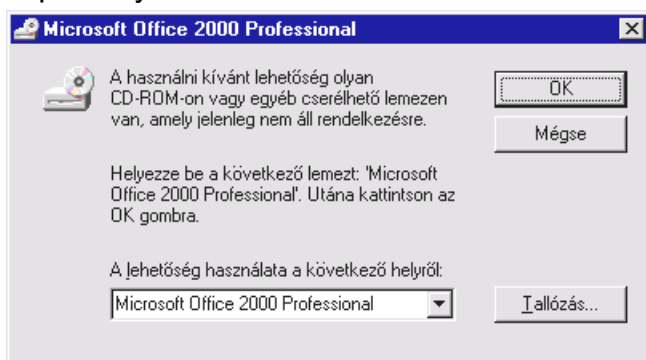 Microsoft Office 2000 Professional
A használni kívánt lehetőség olyan
CD-ROM-on vagy egyéb cserélhető lemezen
van, amely jelenleg nem áll rendelkezésre.
OK
Mégse
Helyezze be a következő lemezt: 'Microsoft
Office 2000 Professional'. Utána kattintson az
OK gombra.
A lehetőség használata a következő helyről:
Microsoft Office 2000 Professional
Tallózás...